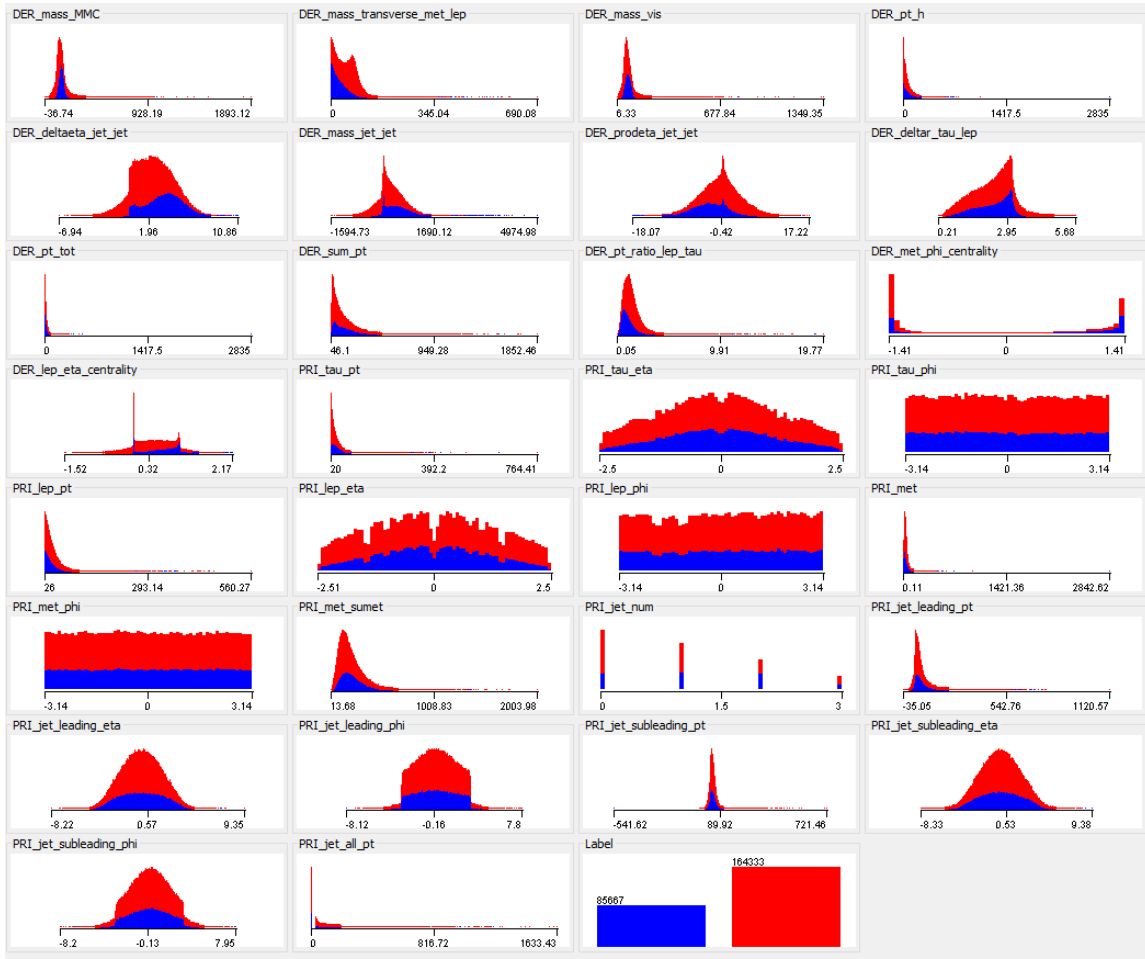 DER_mass_MMC DER_mass_transverse_met_lep DER_mass_vis DER_pt_h
-36.74 928.19 1893.12 0 345.04 690.08 6.33 677.84 1349.35 0 1417.5 2835
DER_deltaeta_jet_jet DER_mass_jet_jet DER_prodeta_jet_jet DER_deltar_tau_lep
-6.94 1.96 10.86 -1594.73 1690.12 4974.98 -18.07 -0.42 17.22 0.21 2.95 5.68
DER_pt_tot DER_sum_pt DER_pt_ratio_lep_tau DER_met_phi_centrality
0 1417.5 2835 46.1 949.28 1852.46 0.05 9.91 19.77 -1.41 0 1.41
DER_lep_eta_centrality PRI_tau_pt PRI_tau_eta PRI_tau_phi
-1.52 0.32 2.17 20 392.2 764.41 -2.5 0 2.5 -3.14 0 3.14
PRI_lep_pt PRI_lep_eta PRI_lep_phi PRI_met
26 293.14 560.27 -2.51 0 2.5 -3.14 0 3.14 0.11 1421.36 2842.62
PRI_met_phi PRI_met_sumet PRI_jet_num PRI_jet_leading_pt
-3.14 0 3.14 13.68 1008.83 2003.98 0 1.5 3 -35.05 542.76 1120.57
PRI_jet_leading_eta PRI_jet_leading_phi PRI_jet_subleading_pt PRI_jet_subleading_eta
-8.22 0.57 9.35 -8.12 -0.16 7.8 -541.62 89.92 721.46 -8.33 0.53 9.38
PRI_jet_subleading_phi PRI_jet_all_pt Label
164333
85667
-8.2 -0.13 7.95 0 816.72 1633.43